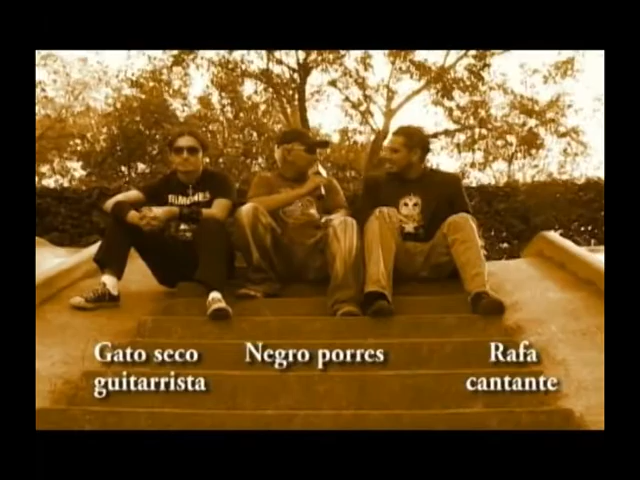 RAMONES
Gato seco
guitarrista
Negro porres
Rafa
cantante